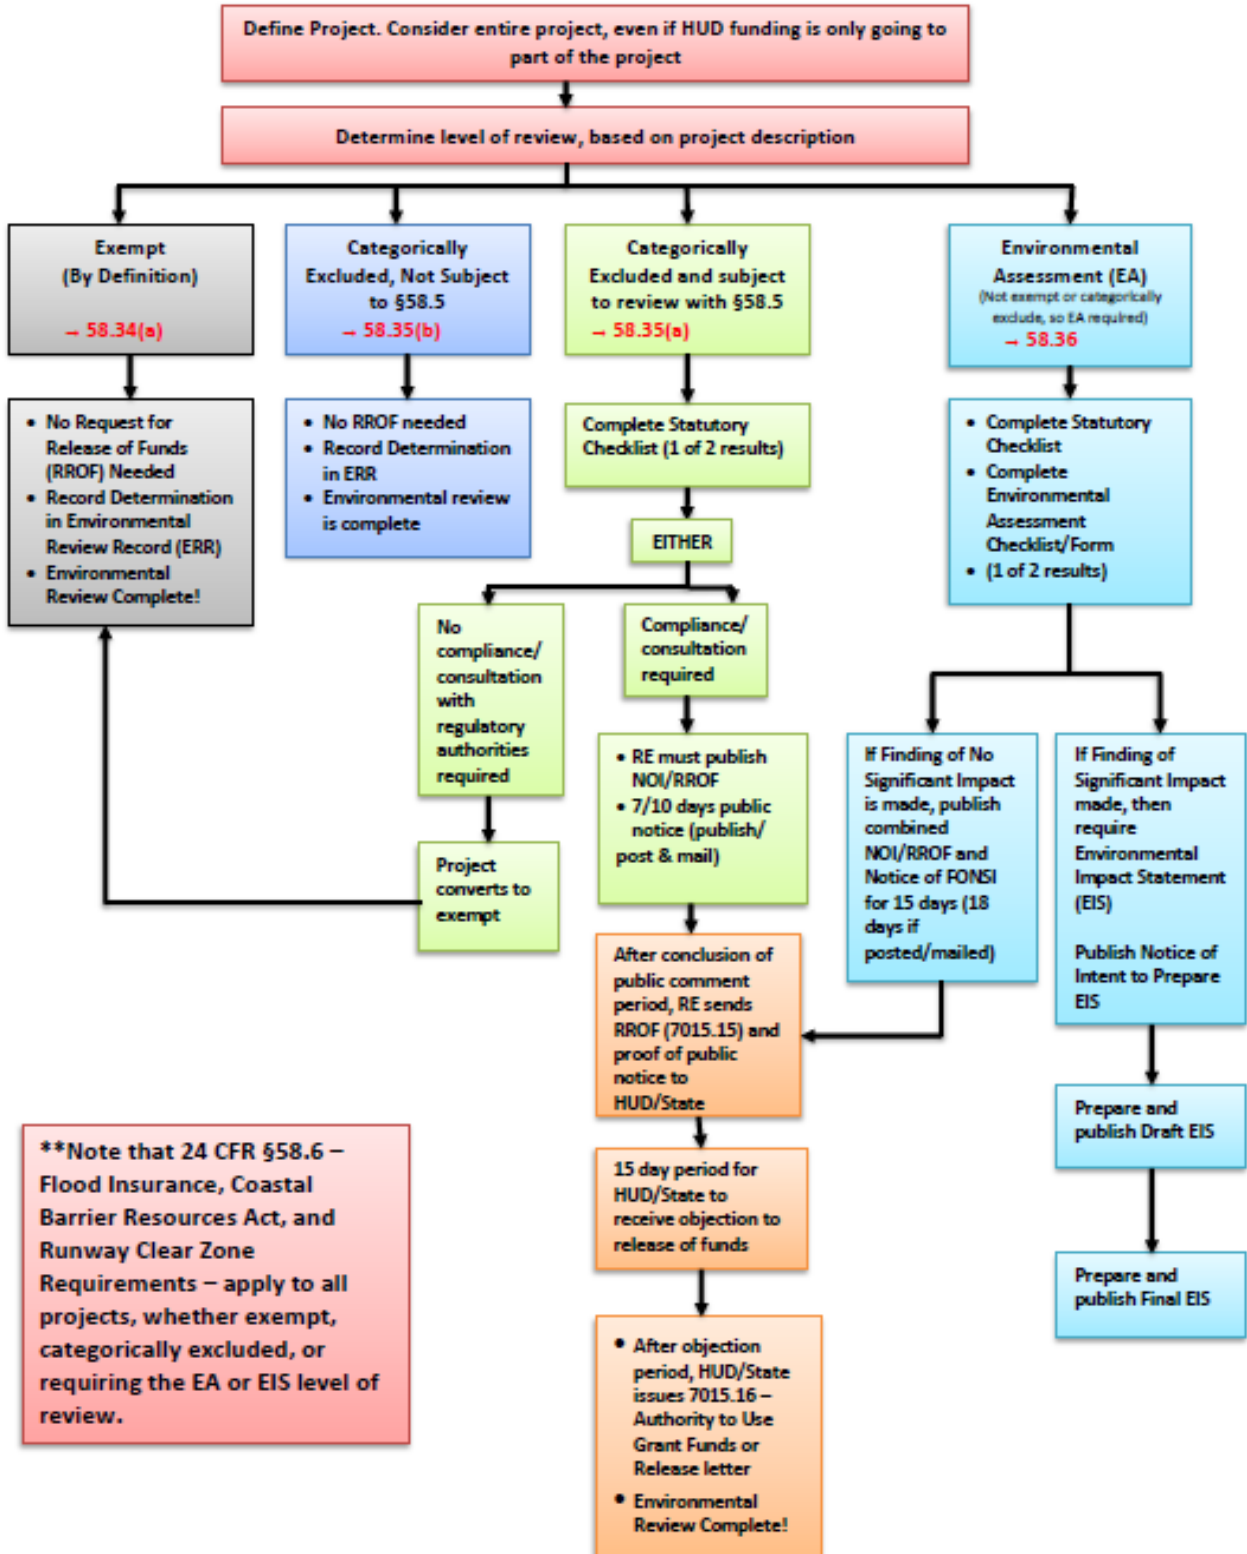 Define Project. Consider entire project, even if HUD funding is only going to
part of the project
Determine level of review, based on project description
Exempt
(By Definition)
→ 58.34(a)
Categorically
Excluded, Not Subject
to §58.5
→ 58.35(b)
Categorically
Excluded and subject
to review with §58.5
→ 58.35(a)
Environmental
Assessment (EA)
(Not exempt or categorically
exclude, so EA required)
→ 58.36
• No Request for
Release of Funds
(RROF) Needed
• Record Determination
in Environmental
Review Record (ERR)
• Environmental
Review Complete!
• No RROF needed
• Record Determination
in ERR
• Environmental review
is complete
Complete Statutory
Checklist (1 of 2 results)
• Complete Statutory
Checklist
• Complete
Environmental
Assessment
Checklist/Form
• (1 of 2 results)
EITHER
No
compliance/
consultation
with
regulatory
authorities
required
Compliance/
consultation
required
Project
converts to
exempt
• RE must publish
NOI/RROF
• 7/10 days public
notice (publish/
post & mail)
If Finding of No
Significant Impact
is made, publish
combined
NOI/RROF and
Notice of FONSI
for 15 days (18
days if
posted/mailed)
If Finding of
Significant Impact
made, then
require
Environmental
Impact Statement
(EIS)
Publish Notice of
Intent to Prepare
EIS
After conclusion of
public comment
period, RE sends
RROF (7015.15) and
proof of public
notice to
HUD/State
Prepare and
publish Draft EIS
15 day period for
HUD/State to
receive objection to
release of funds
Prepare and
publish Final EIS
• After objection
period, HUD/State
issues 7015.16 –
Authority to Use
Grant Funds or
Release letter
• Environmental
Review Complete!
**Note that 24 CFR §58.6 –
Flood Insurance, Coastal
Barrier Resources Act, and
Runway Clear Zone
Requirements – apply to all
projects, whether exempt,
categorically excluded, or
requiring the EA or EIS level of
review.